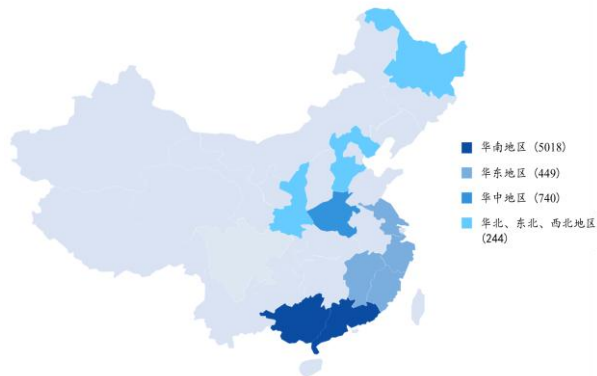 华南地区 (5018)
华东地区 (449)
华中地区 (740)
华北、东北、西北地区
(244)